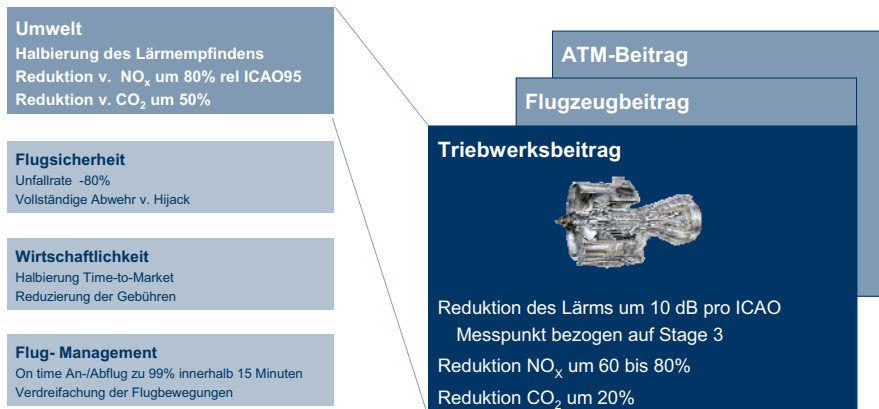 Umwelt
Halbierung des Lärmempfindens
Reduktion v. NOx um 80% rel ICAO95
Reduktion v. CO2 um 50%
Flugsicherheit
Unfallrate -80%
Vollständige Abwehr v. Hijack
Wirtschaftlichkeit
Halbierung Time-to-Market
Reduzierung der Gebühren
Flug- Management
On time An-/Abflug zu 99% innerhalb 15 Minuten
Verdreifachung der Flugbewegungen
ATM-Beitrag
Flugzeugbeitrag
Triebwerksbeitrag
Reduktion des Lärms um 10 dB pro ICAO
Messpunkt bezogen auf Stage 3
Reduktion NOx um 60 bis 80%
Reduktion CO2 um 20%